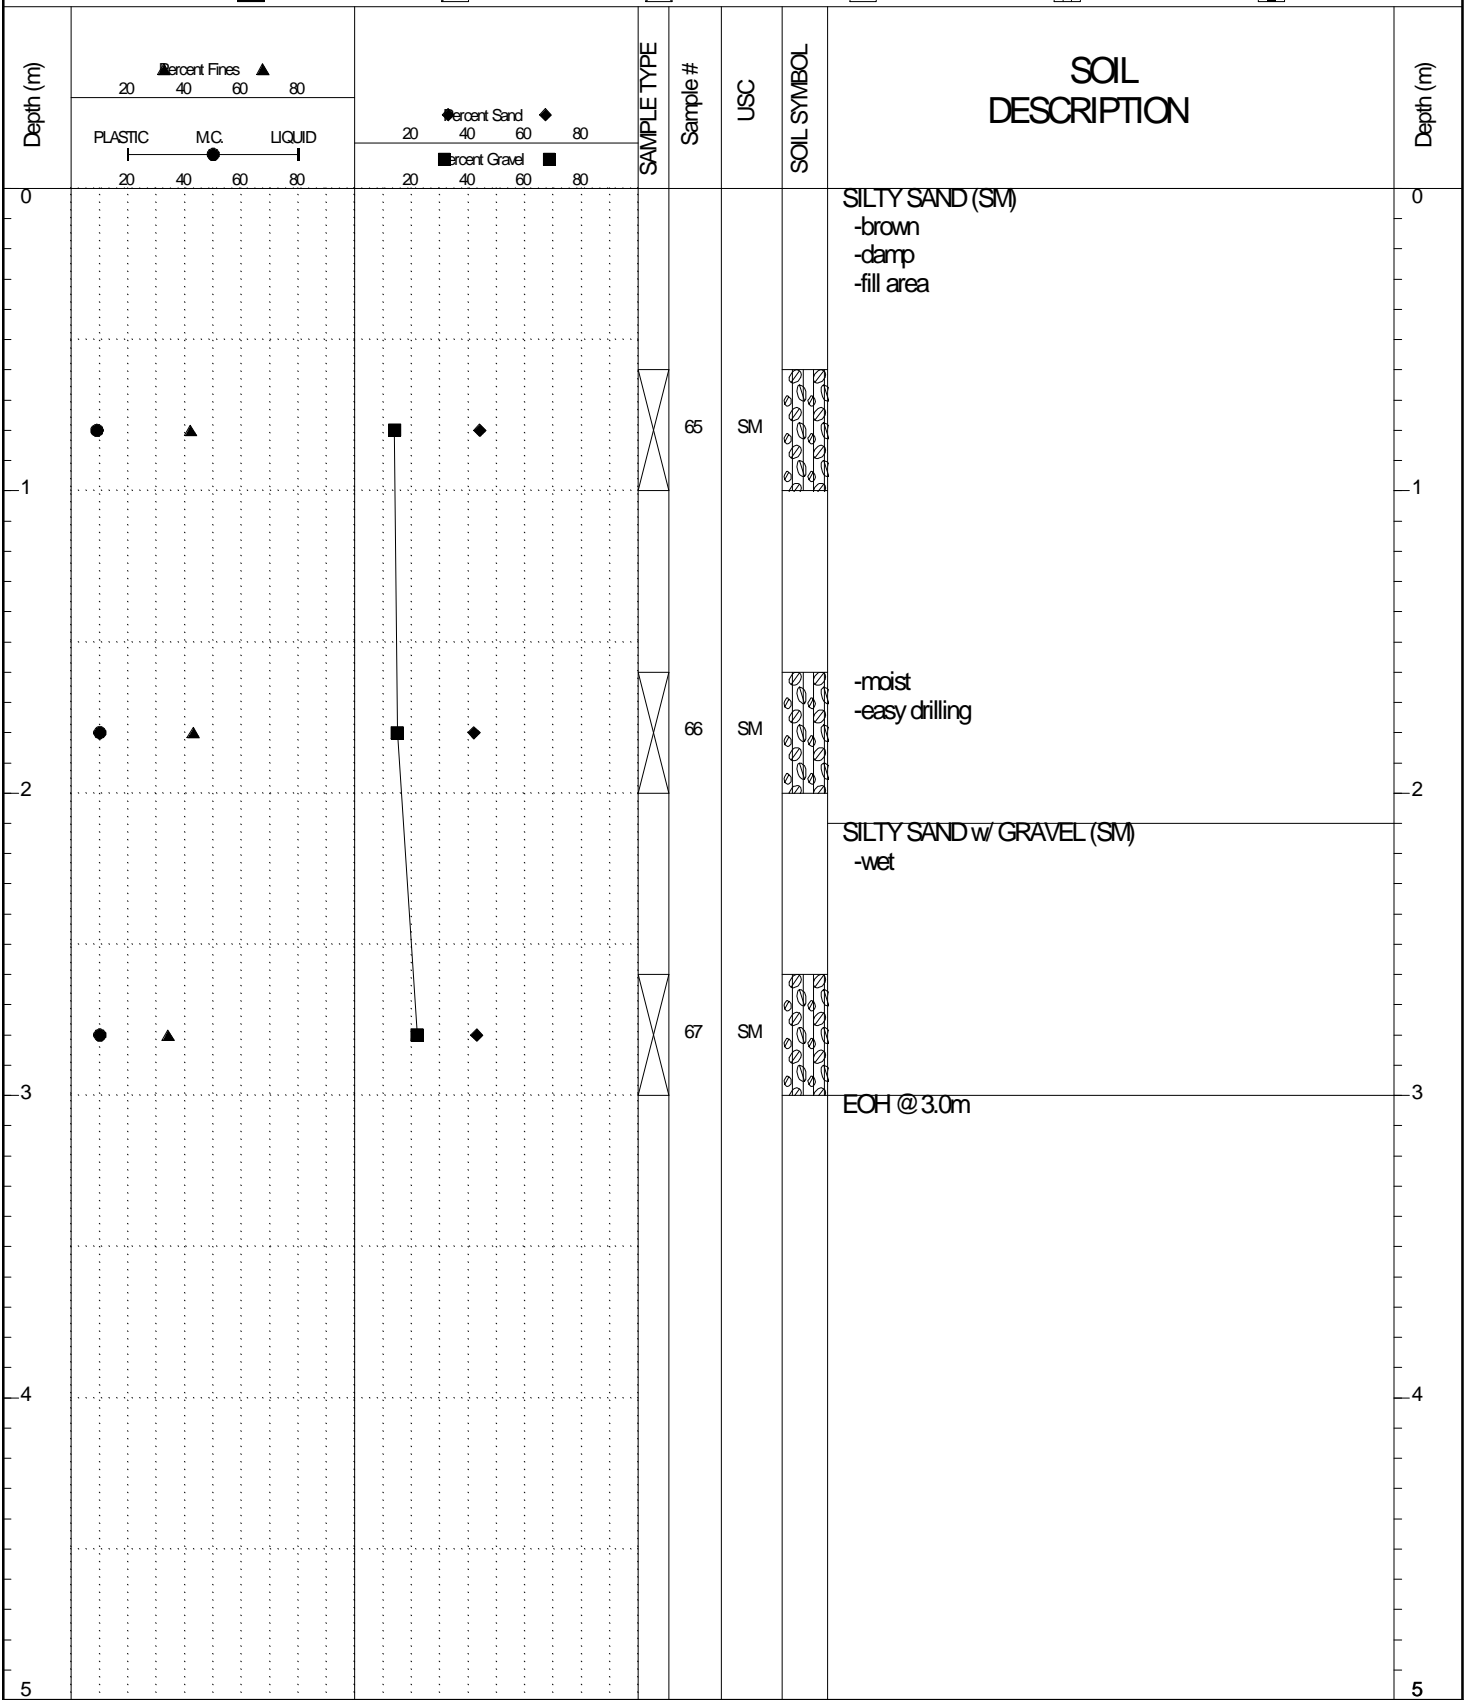 Depth (m)
Percent Fines
20 40 60 80
PLASTIC M.C. LIQUID
20 40 60 80
Percent Sand
20 40 60 80
Percent Gravel
20 40 60 80
SAMPLE TYPE
Sample #
USC
SOIL SYMBOL
SOIL
DESCRIPTION
Depth (m)
0 SILTY SAND (SM) 0
-brown
-damp
-fill area
65 SM
1 1
-moist
-easy drilling
66 SM
2 2
SILTY SAND w/ GRAVEL (SM)
-wet
67 SM
3 3
EOH @ 3.0m
4 4
5 5